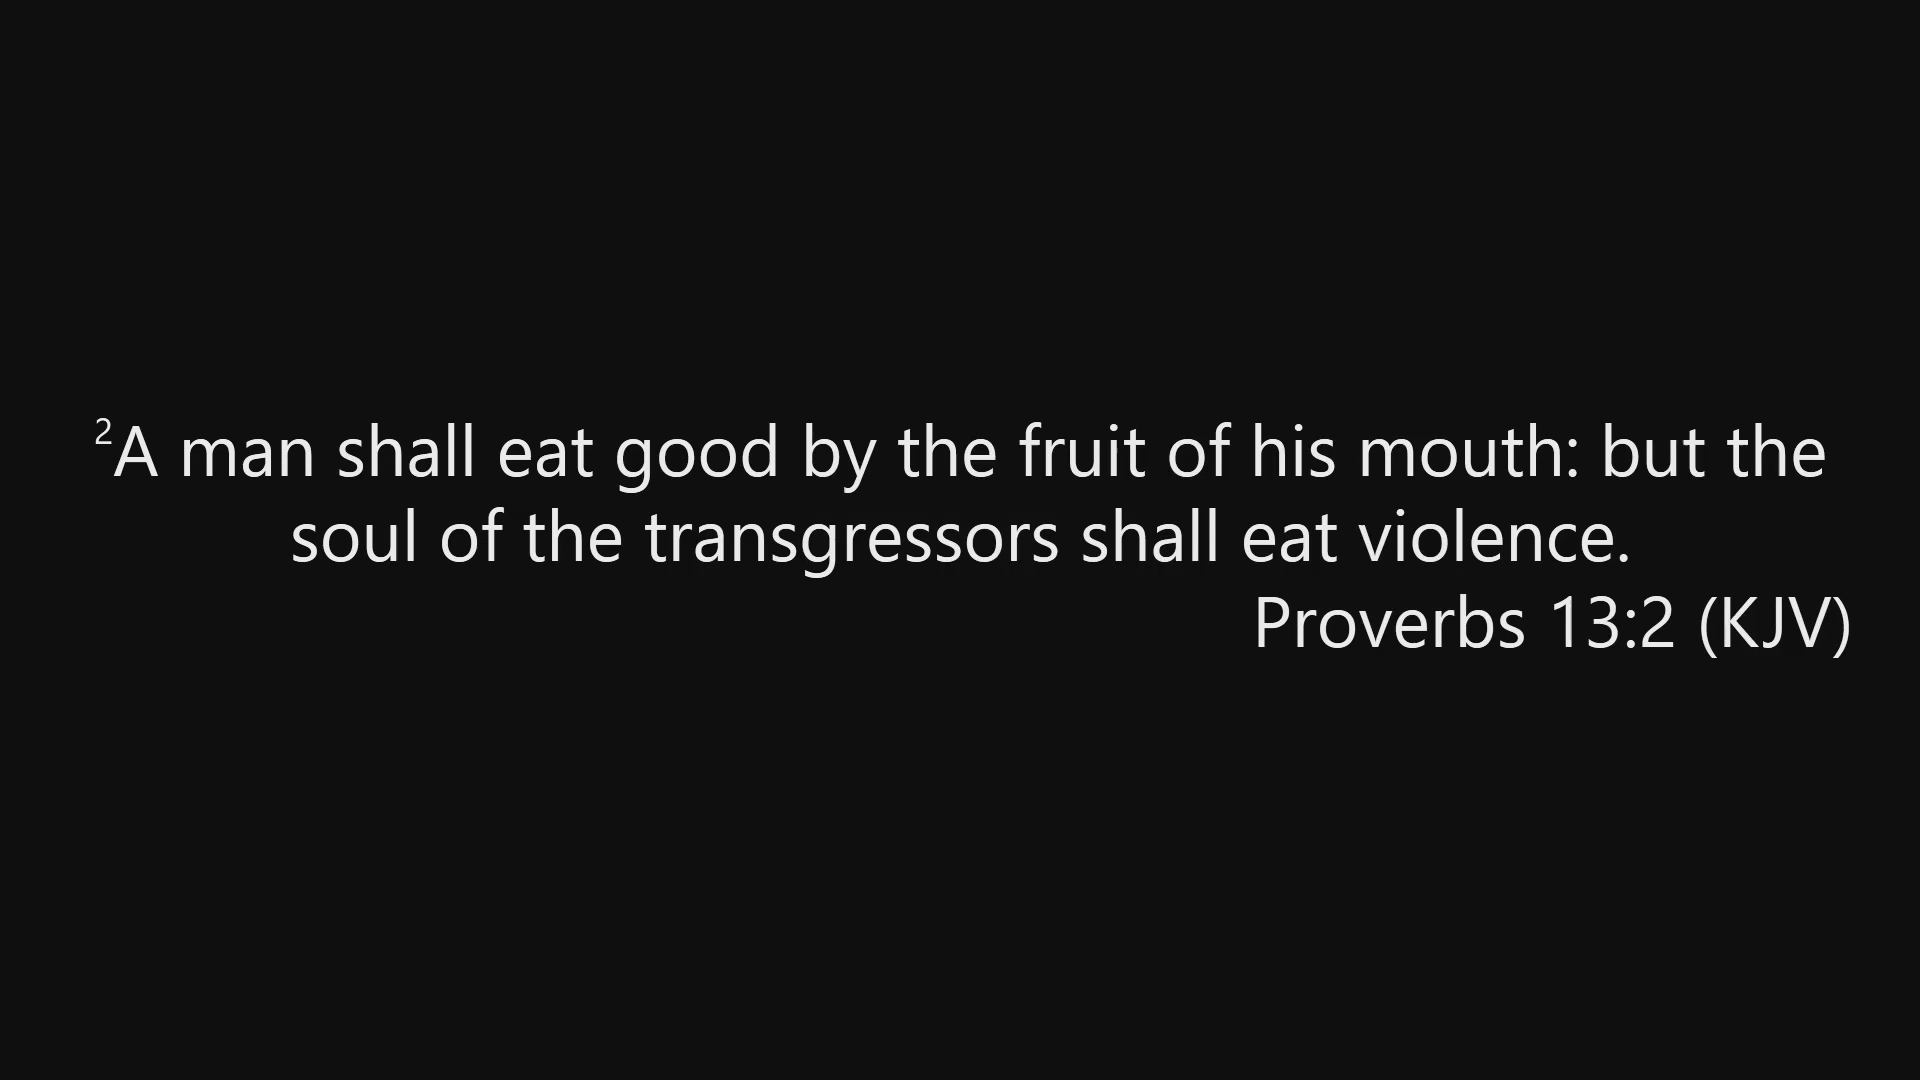 ²A man shall eat good by the fruit of his mouth: but the
soul of the transgressors shall eat violence.
Proverbs 13:2 (KJV)